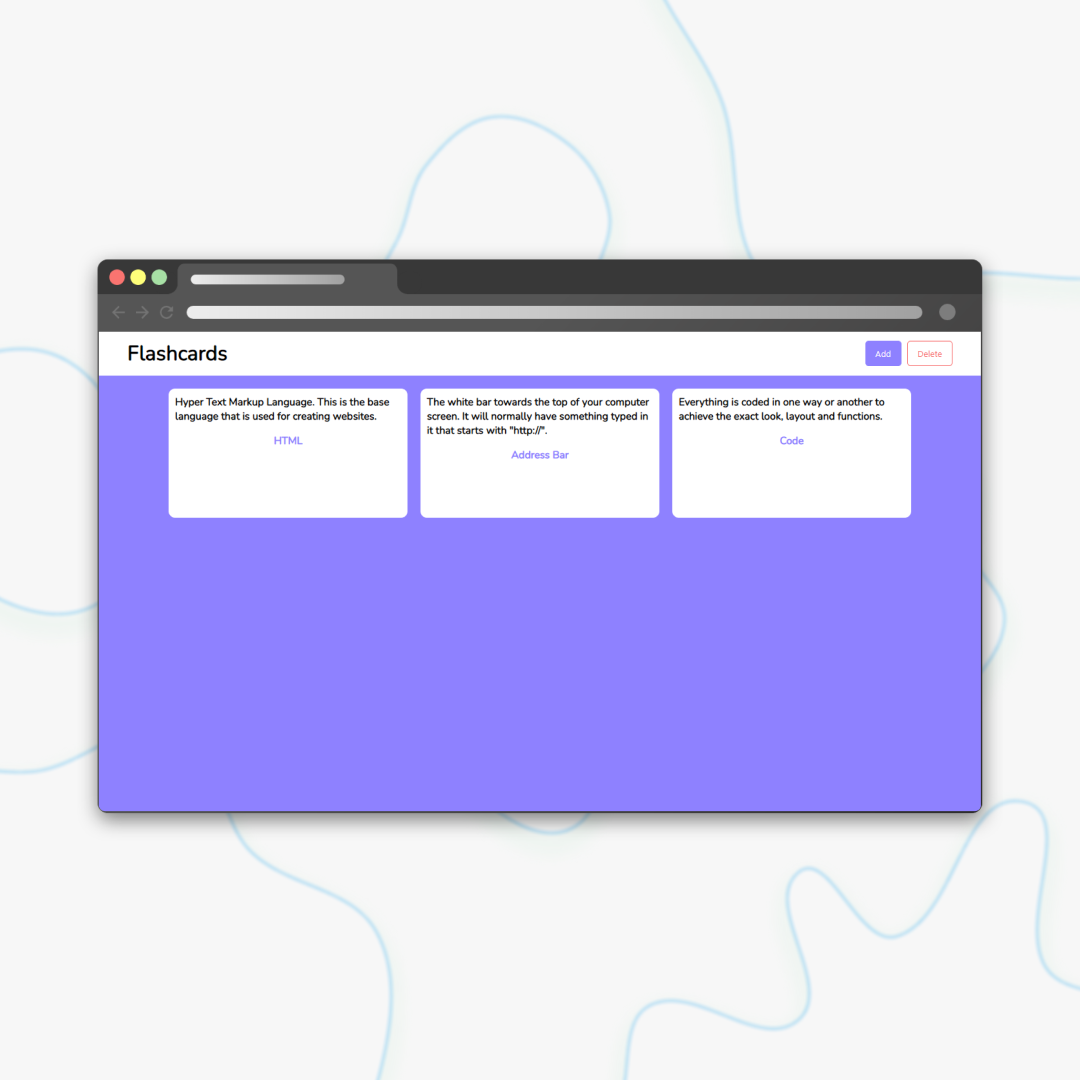 Flashcards
Add
Delete
Hyper Text Markup Language. This is the base
language that is used for creating websites.
HTML
The white bar towards the top of your computer
screen. It will normally have something typed in
it that starts with "http://".
Address Bar
Everything is coded in one way or another to
achieve the exact look, layout and functions.
Code